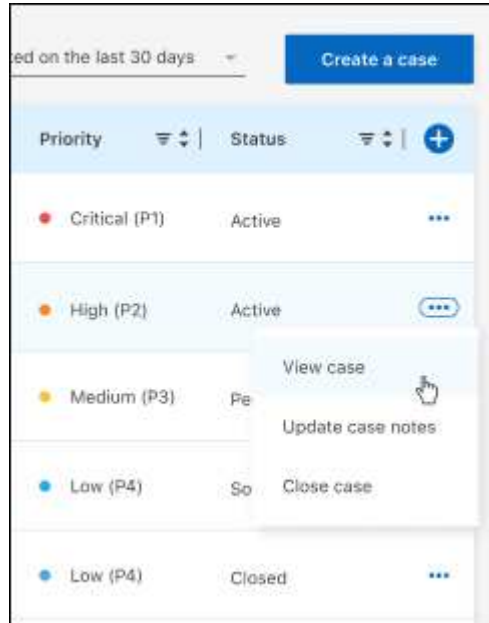 ted on the last 30 days
Create a case
Priority Status
Critical (P1) Active
High (P2) Active
View case
Medium (P3) Pe
Update case notes
Low (P4) So Close case
Low (P4) Closed